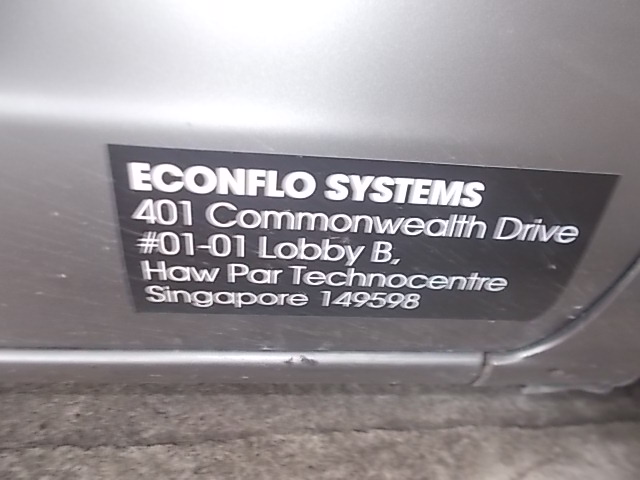 ECONFLO SYSTEMS
401 Commonwealth Drive
#01-01 Lobby B,
Haw Par Technocentre
Singapore 149598